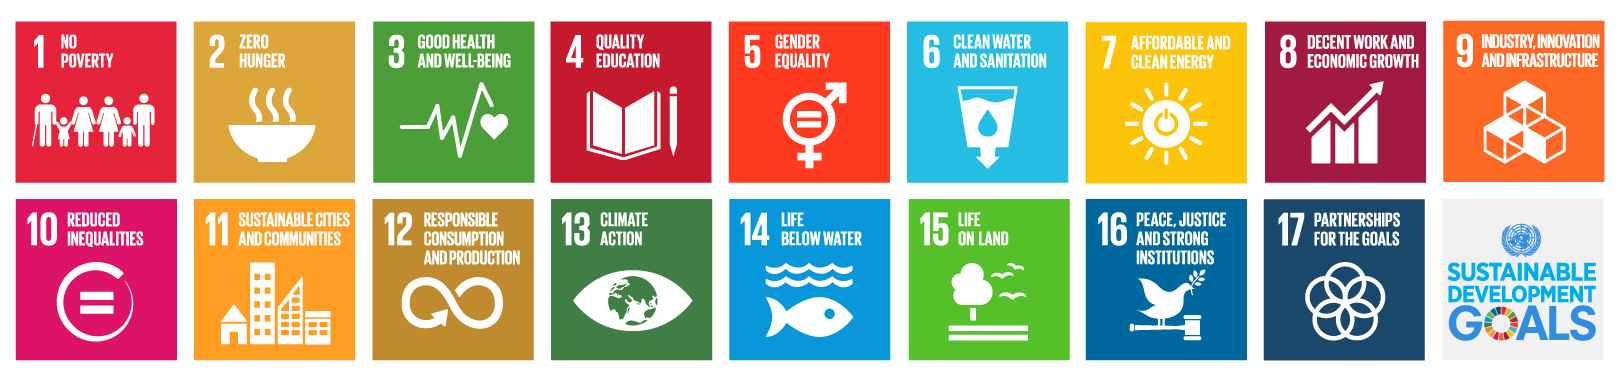 1 NO
POVERTY
2 ZERO
HUNGER
3 GOOD HEALTH
AND WELL-BEING
4 QUALITY
EDUCATION
5 GENDER
EQUALITY
6 CLEAN WATER
AND SANITATION
7 AFFORDABLE AND
CLEAN ENERGY
8 DECENT WORK AND
ECONOMIC GROWTH
9 INDUSTRY, INNOVATION
AND INFRASTRUCTURE
10 REDUCED
INEQUALITIES
11 SUSTAINABLE CITIES
AND COMMUNITIES
12 RESPONSIBLE
CONSUMPTION
AND PRODUCTION
13 CLIMATE
ACTION
14 LIFE
BELOW WATER
15 LIFE
ON LAND
16 PEACE, JUSTICE
AND STRONG
INSTITUTIONS
17 PARTNERSHIPS
FOR THE GOALS
SUSTAINABLE
DEVELOPMENT
GOALS